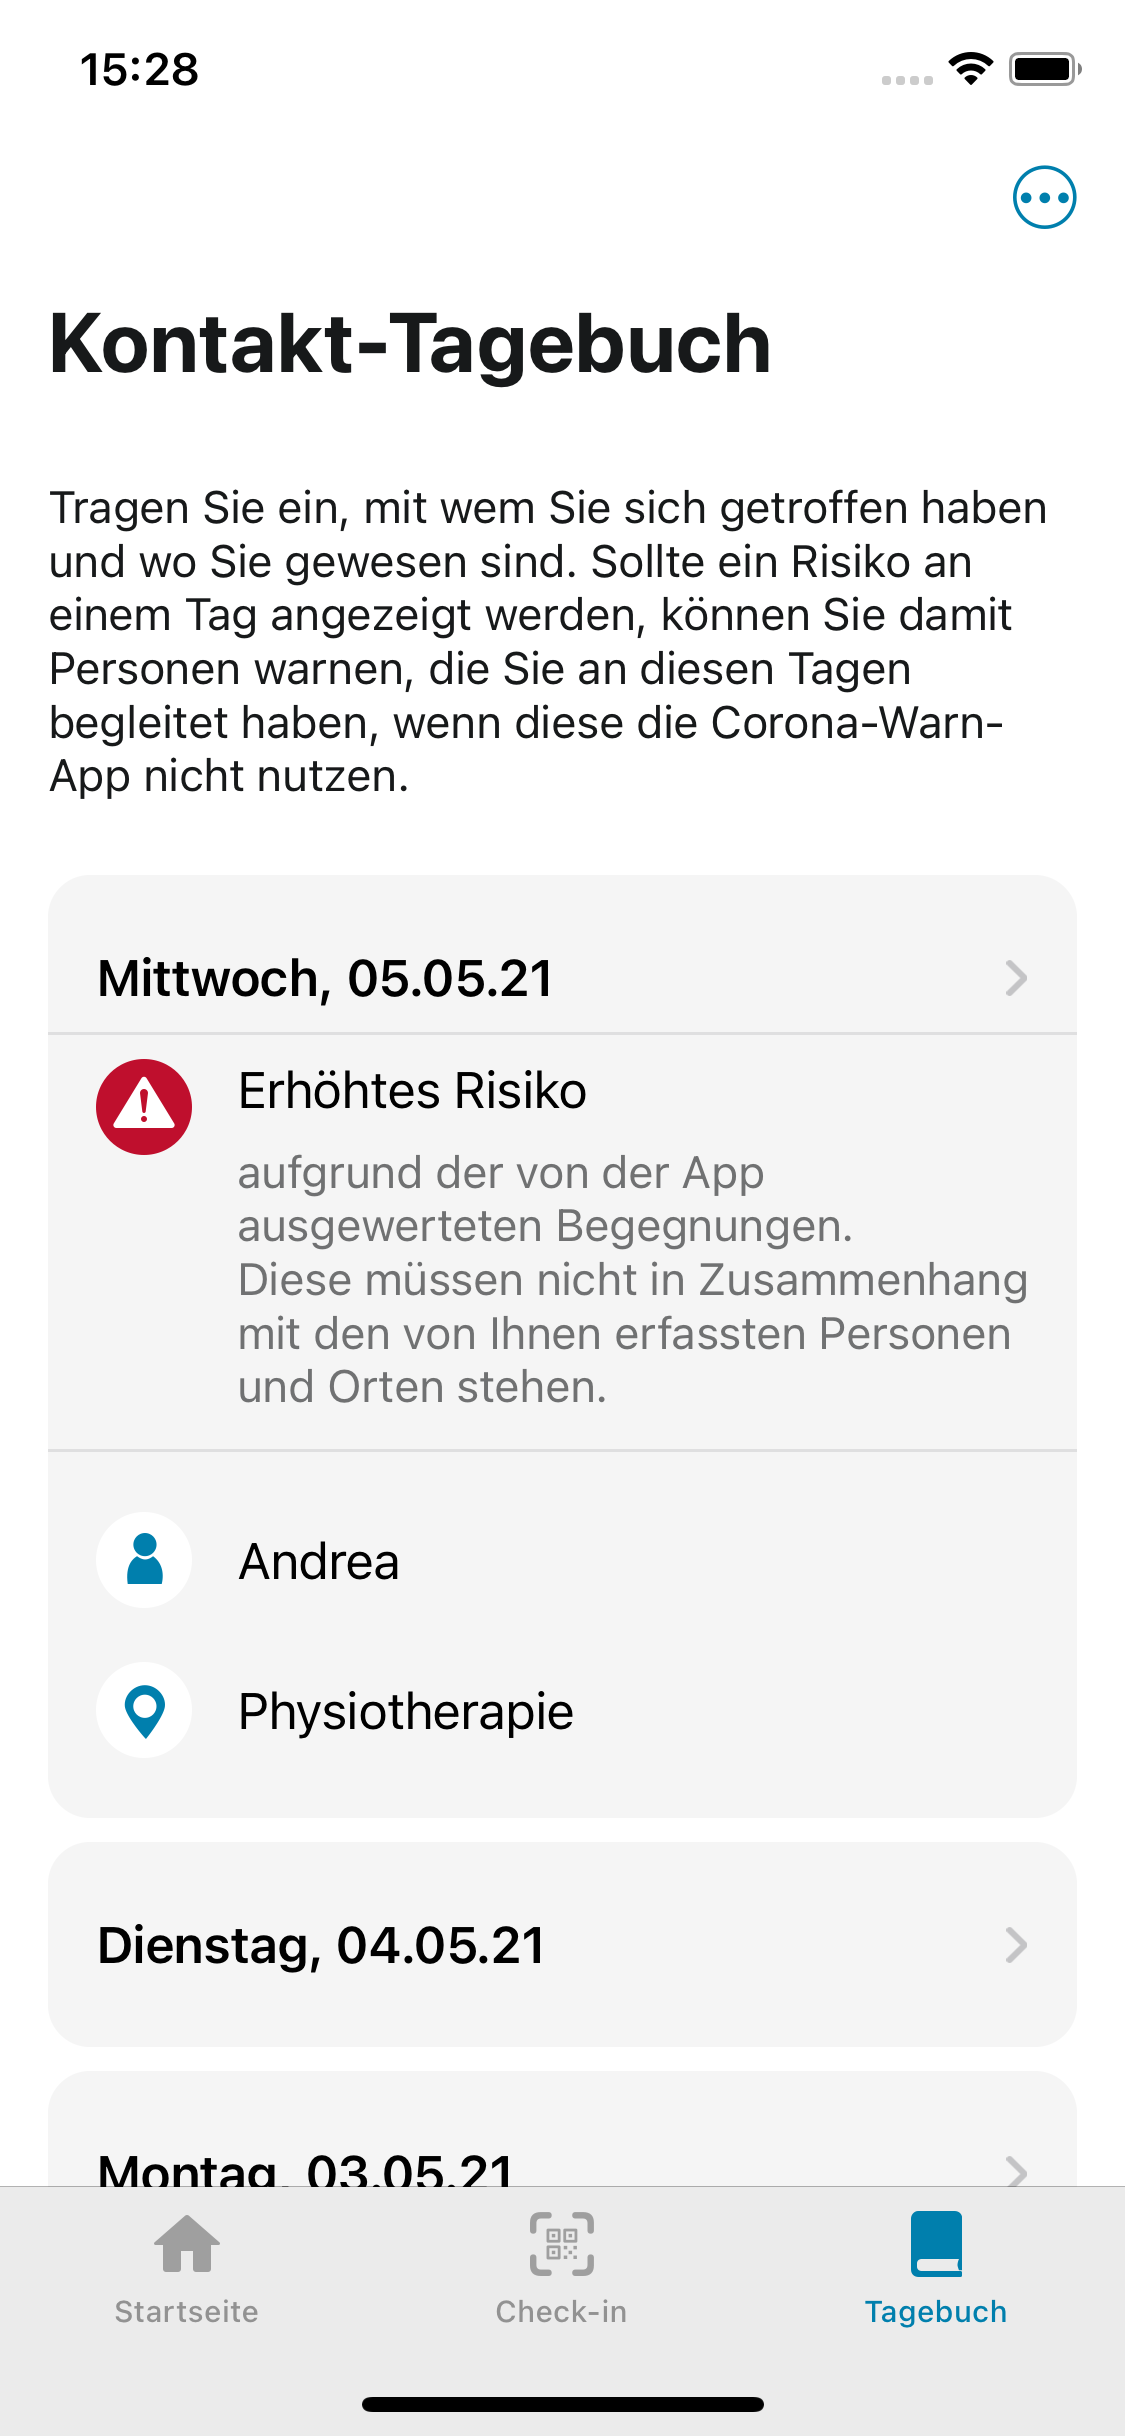 15:28
Kontakt-Tagebuch
Tragen Sie ein, mit wem Sie sich getroffen haben
und wo Sie gewesen sind. Sollte ein Risiko an
einem Tag angezeigt werden, können Sie damit
Personen warnen, die Sie an diesen Tagen
begleitet haben, wenn diese die Corona-Warn-
App nicht nutzen.
Mittwoch, 05.05.21
Erhöhtes Risiko
aufgrund der von der App
ausgewerteten Begegnungen.
Diese müssen nicht in Zusammenhang
mit den von Ihnen erfassten Personen
und Orten stehen.
Andrea
Physiotherapie
Dienstag, 04.05.21
Montag, 03.05.21
Startseite
Check-in
Tagebuch